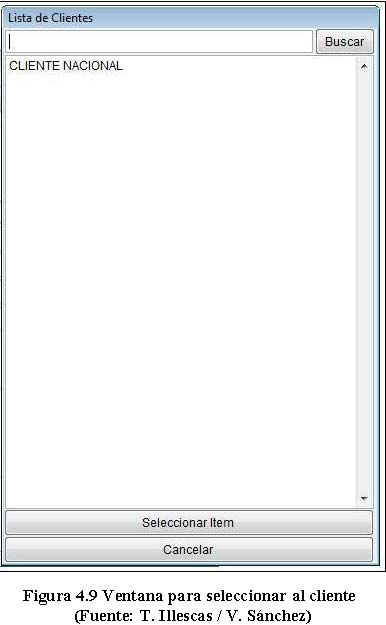 Lista de Clientes
Buscar
CLIENTE NACIONAL
Seleccionar Item
Cancelar
Figura 4.9 Ventana para seleccionar al cliente
(Fuente: T. Illescas / V. Sánchez)